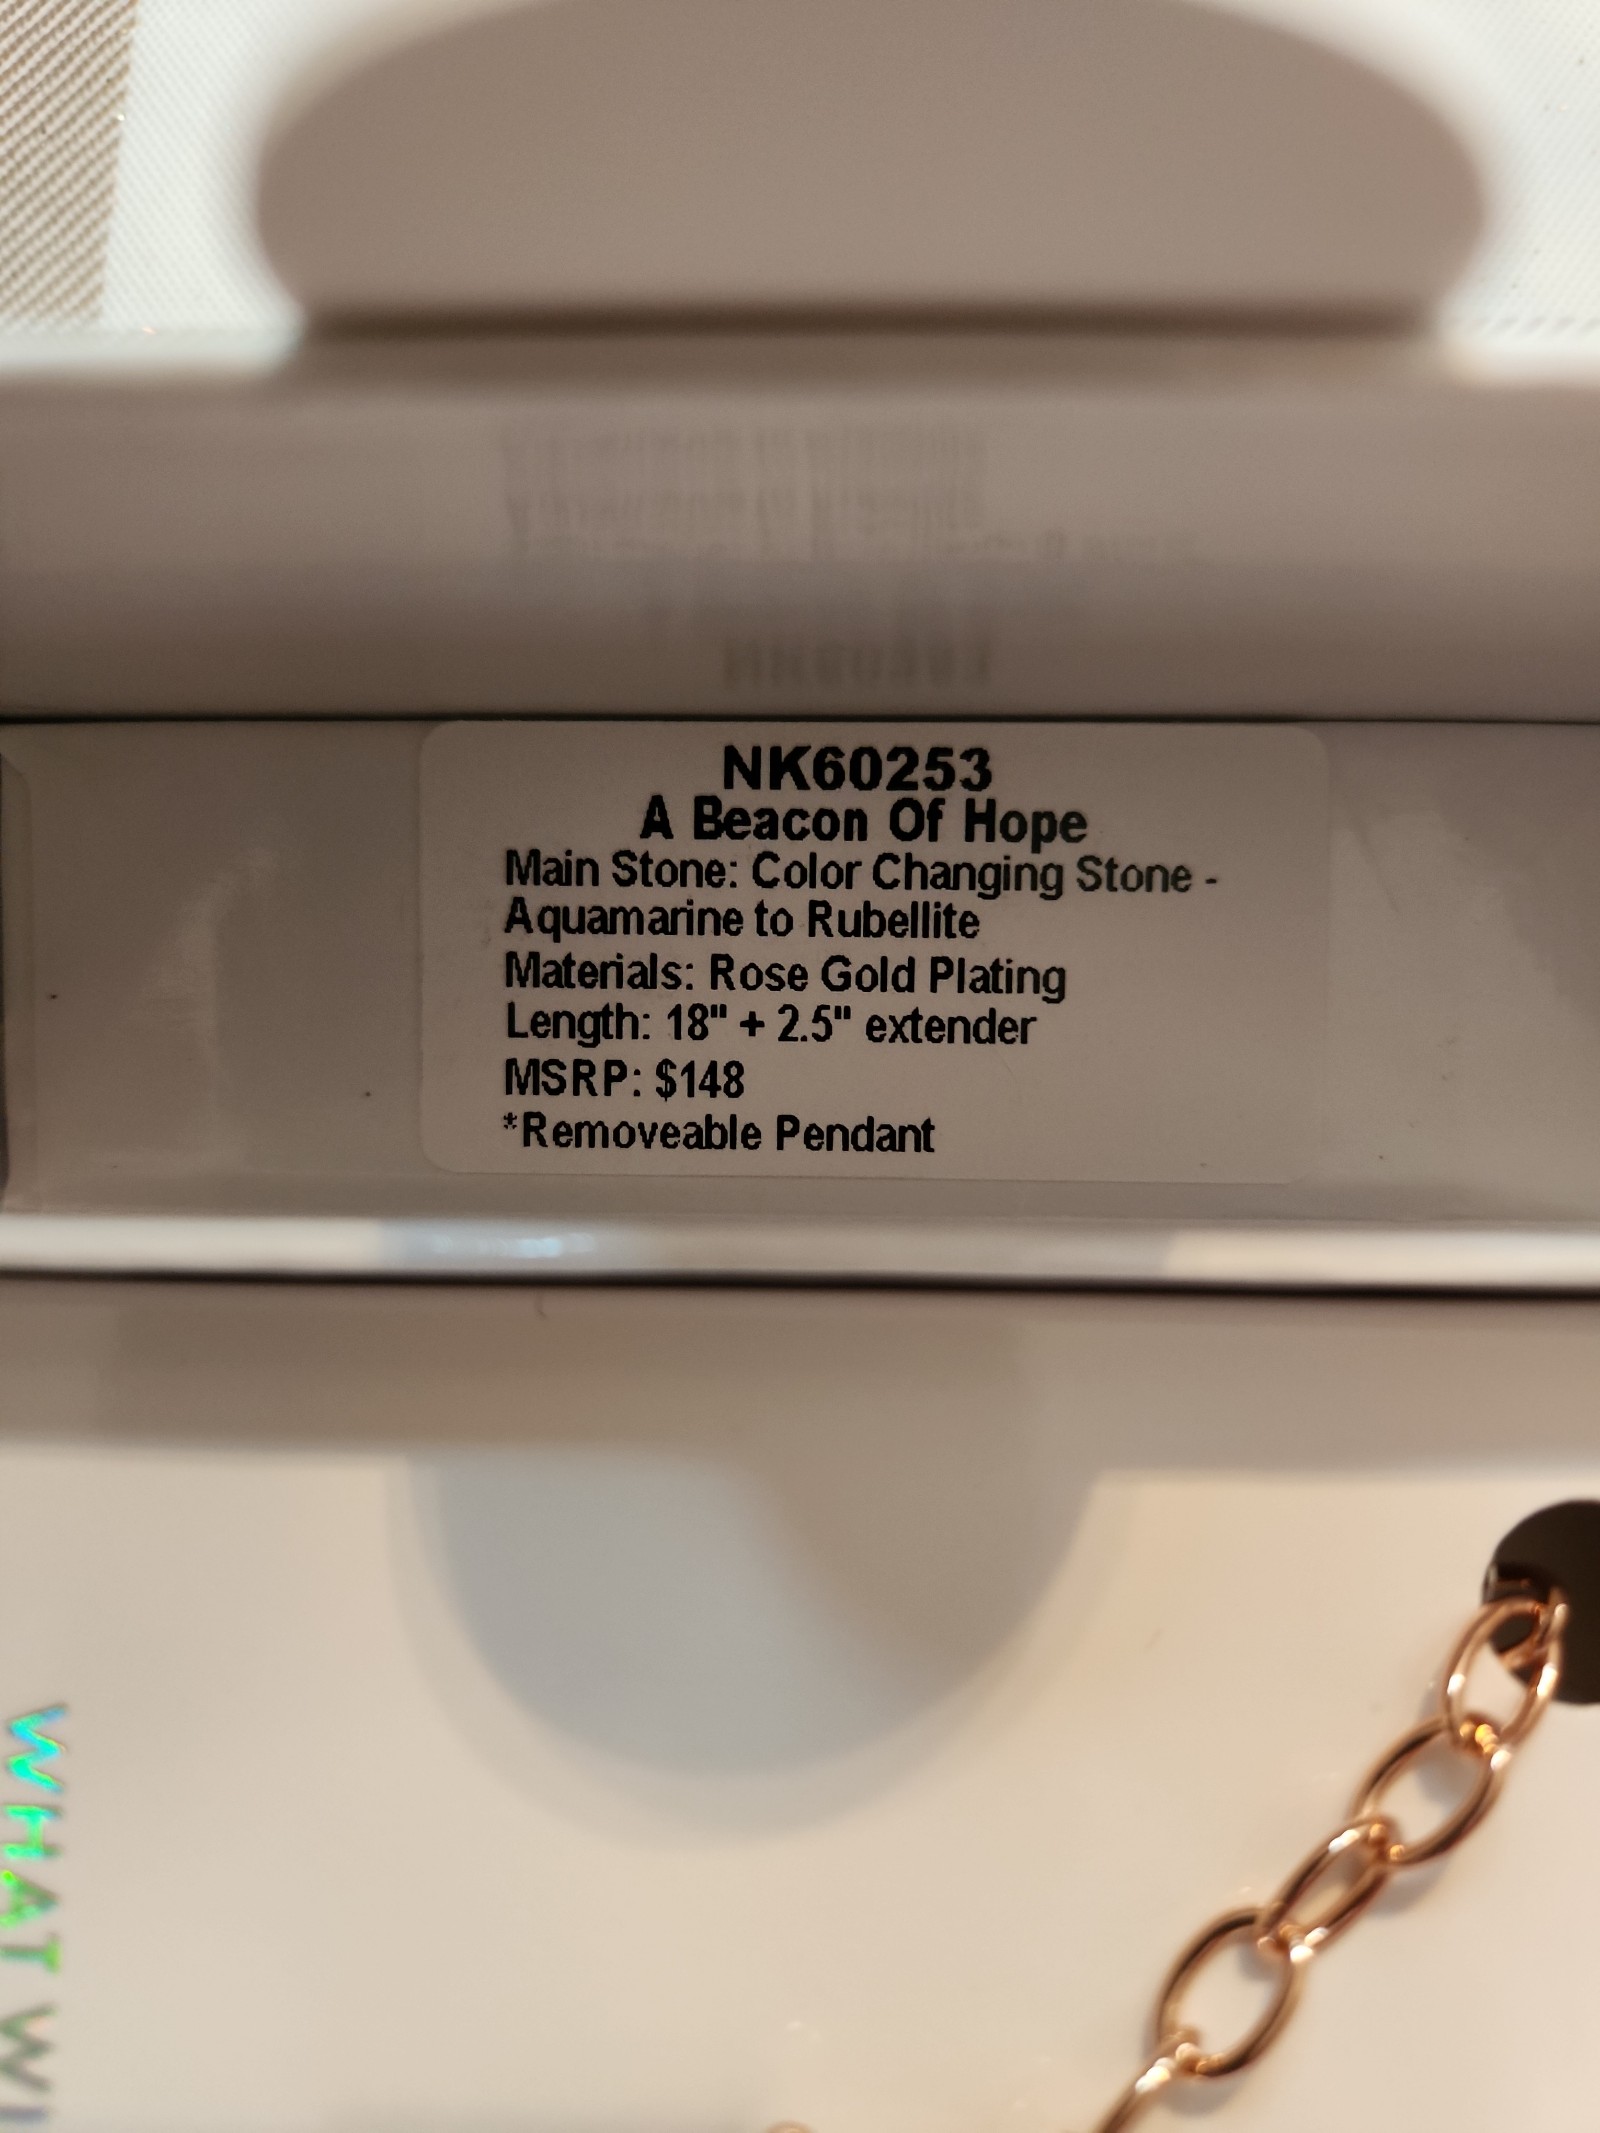 NK60253
A Beacon Of Hope
Main Stone: Color Changing Stone -
Aquamarine to Rubellite
Materials: Rose Gold Plating
Length: 18" + 2.5" extender
MSRP: $148
*Removeable Pendant
WHAT WI